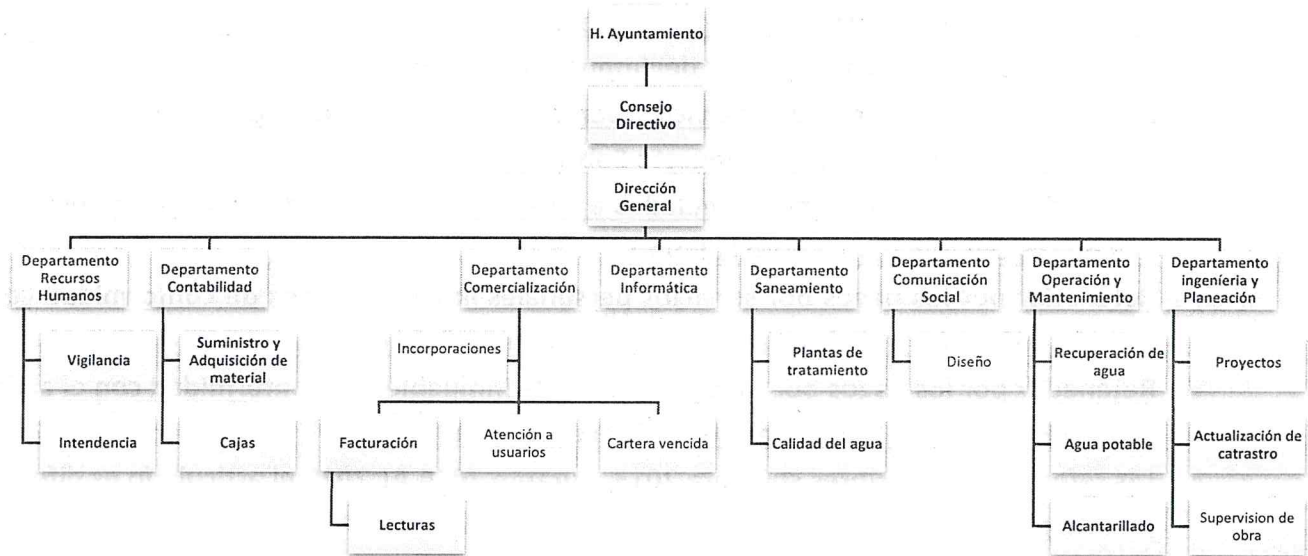 H. Ayuntamiento
Consejo
Directivo
Dirección
General
Departamento
Recursos
Humanos
Vigilancia
Intendencia
Departamento
Contabilidad
Suministro y
Adquisición de
material
Cajas
Departamento
Comercialización
Incorporaciones
Facturación
Lecturas
Atención a
usuarios
Cartera vencida
Departamento
Informática
Departamento
Saneamiento
Plantas de
tratamiento
Calidad del agua
Departamento
Comunicación
Social
Diseño
Departamento
Operación y
Mantenimiento
Recuperación de
agua
Agua potable
Alcantarillado
Departamento
ingeníeria y
Planeación
Proyectos
Actualización de
catrastro
Supervision de
obra